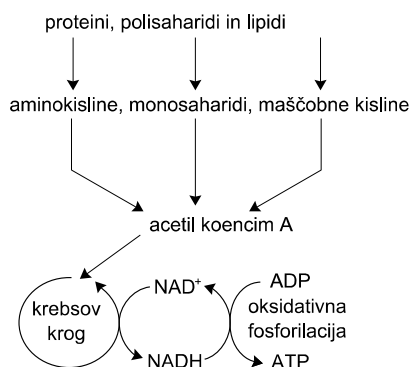 proteini, polisaharidi in lipidi
aminokisline, monosaharidi, maščobne kisline
acetil koencim A
krebsov
krog
NAD⁺
NADH
ADP
oksidativna
fosforilacija
ATP